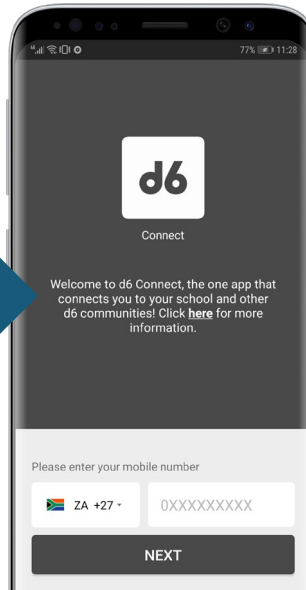 77% 11:28
d6
Connect
Welcome to d6 Connect, the one app that
connects you to your school and other
d6 communities! Click here for more
information.
Please enter your mobile number
ZA +27
0XXXXXXXXX
NEXT